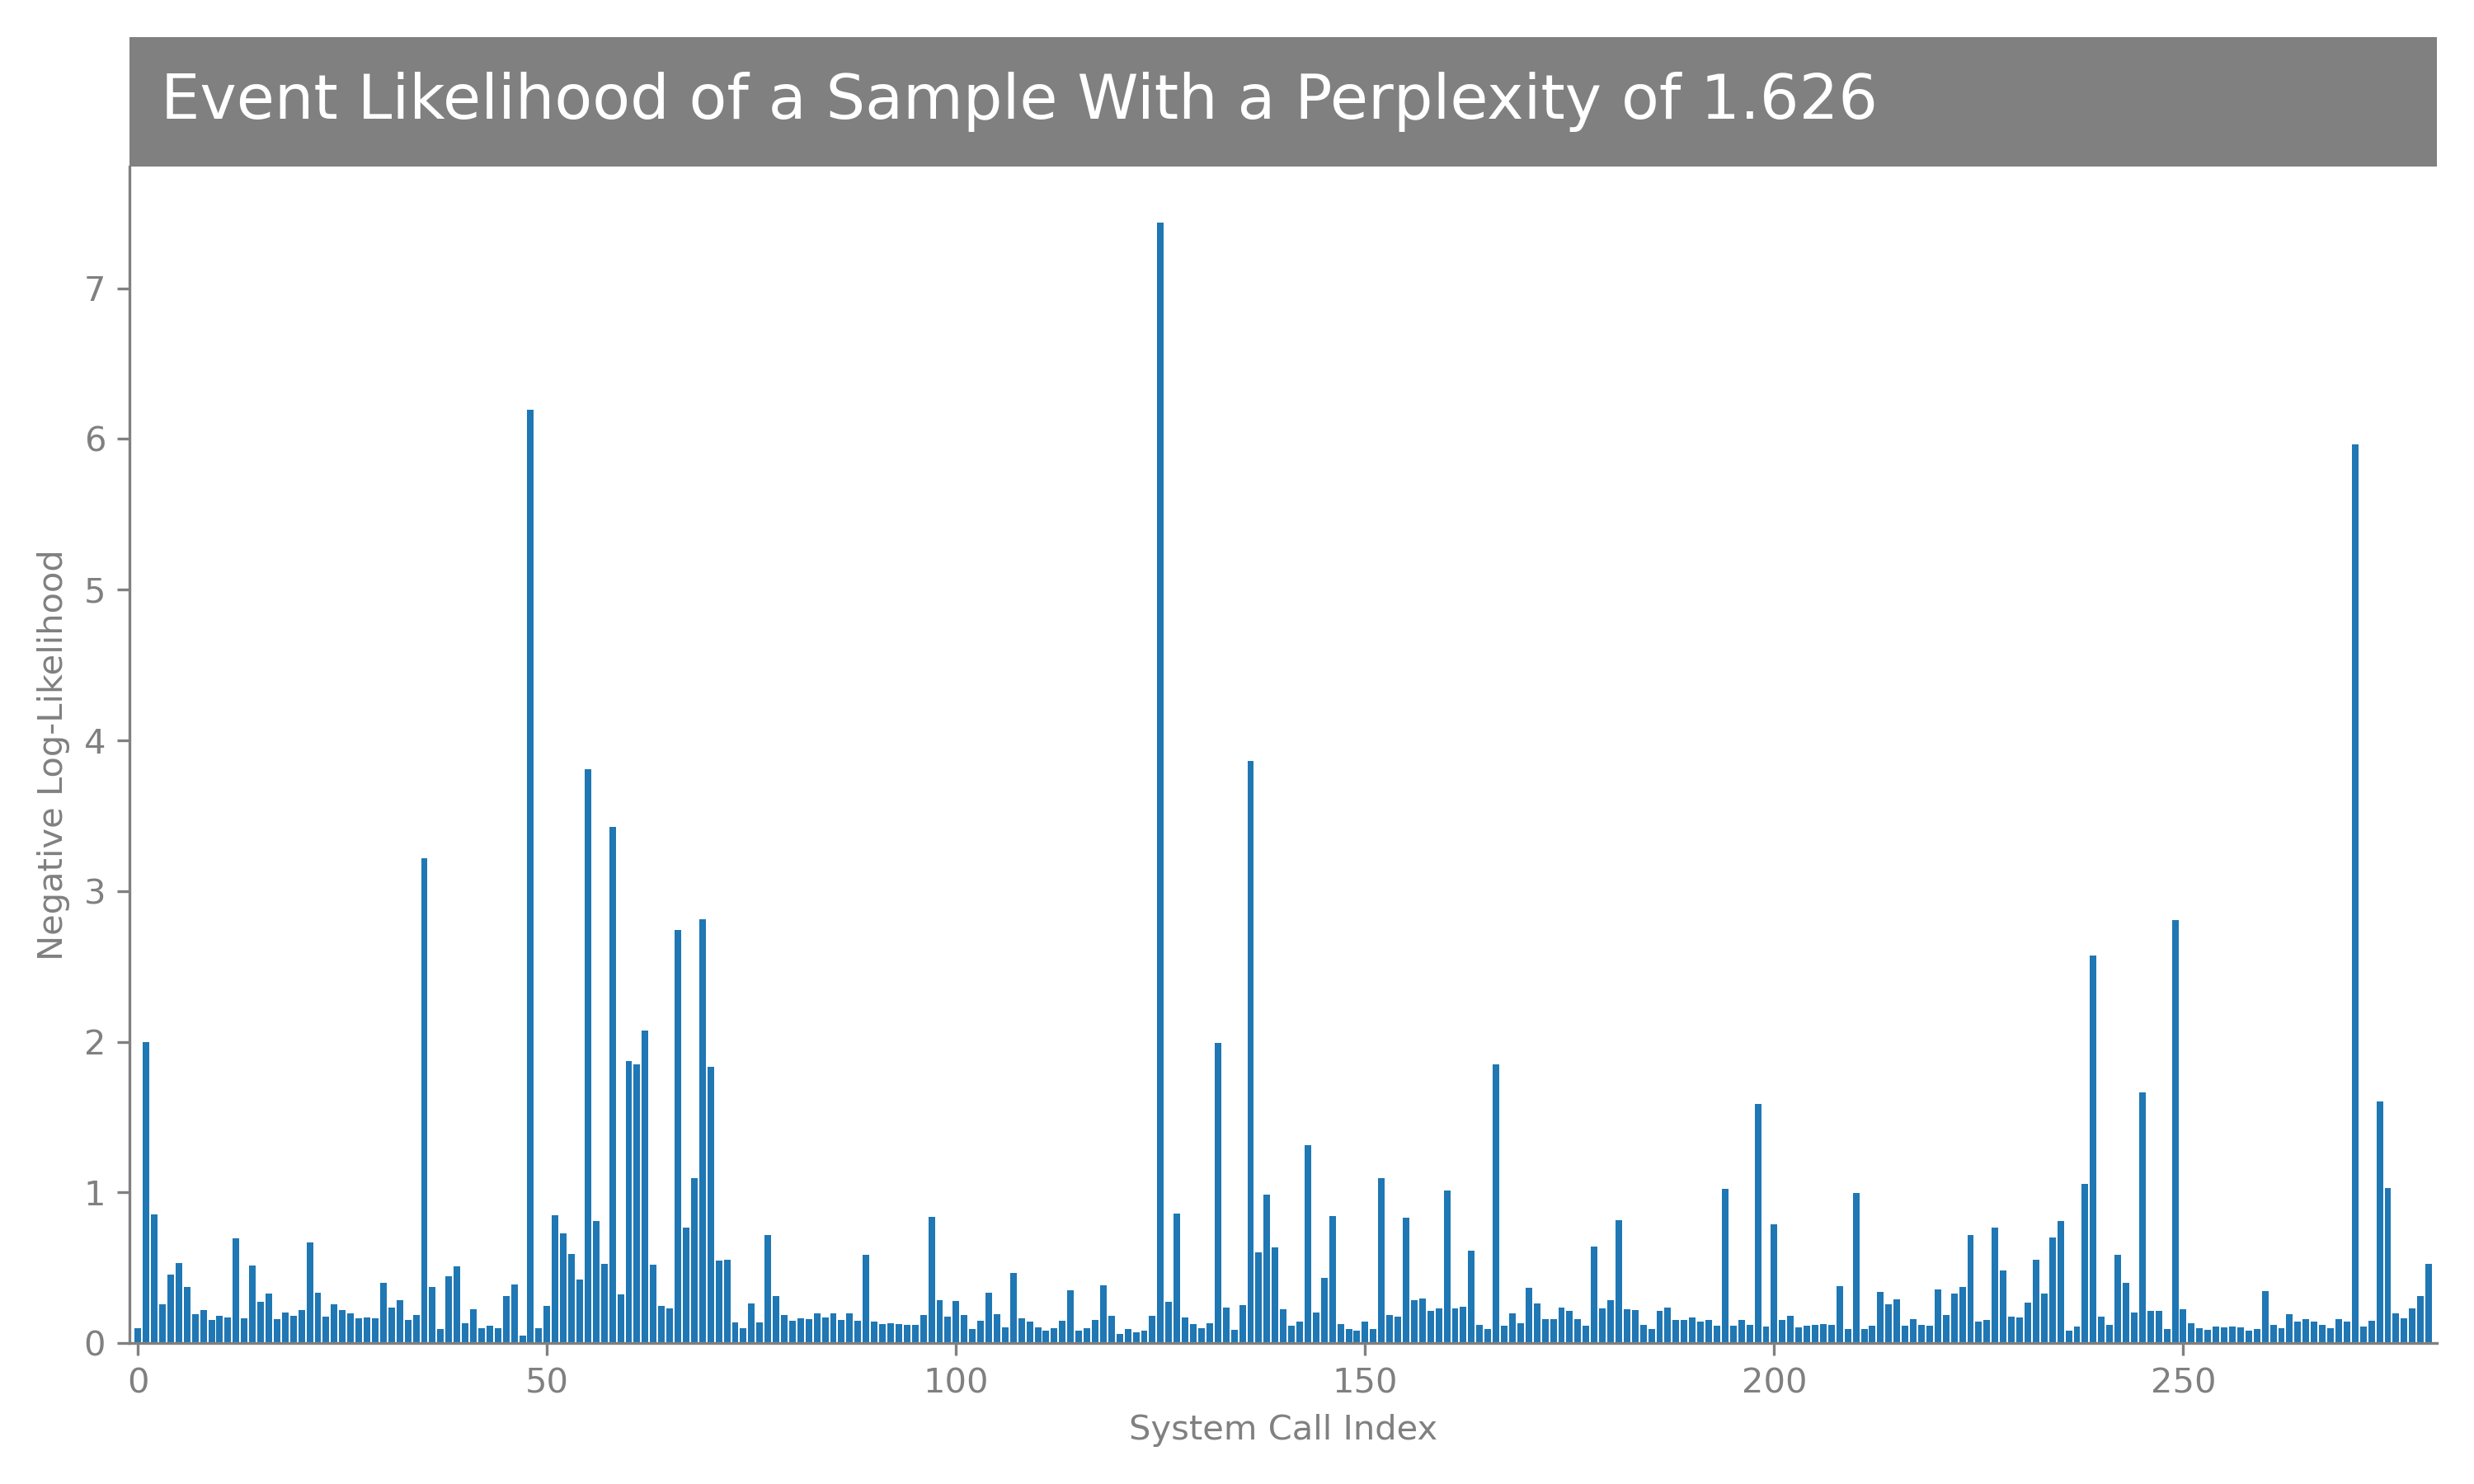 Event Likelihood of a Sample With a Perplexity of 1.626
Negative Log-Likelihood
7
6
5
4
3
2
1
0
0 50 100 150 200 250
System Call Index